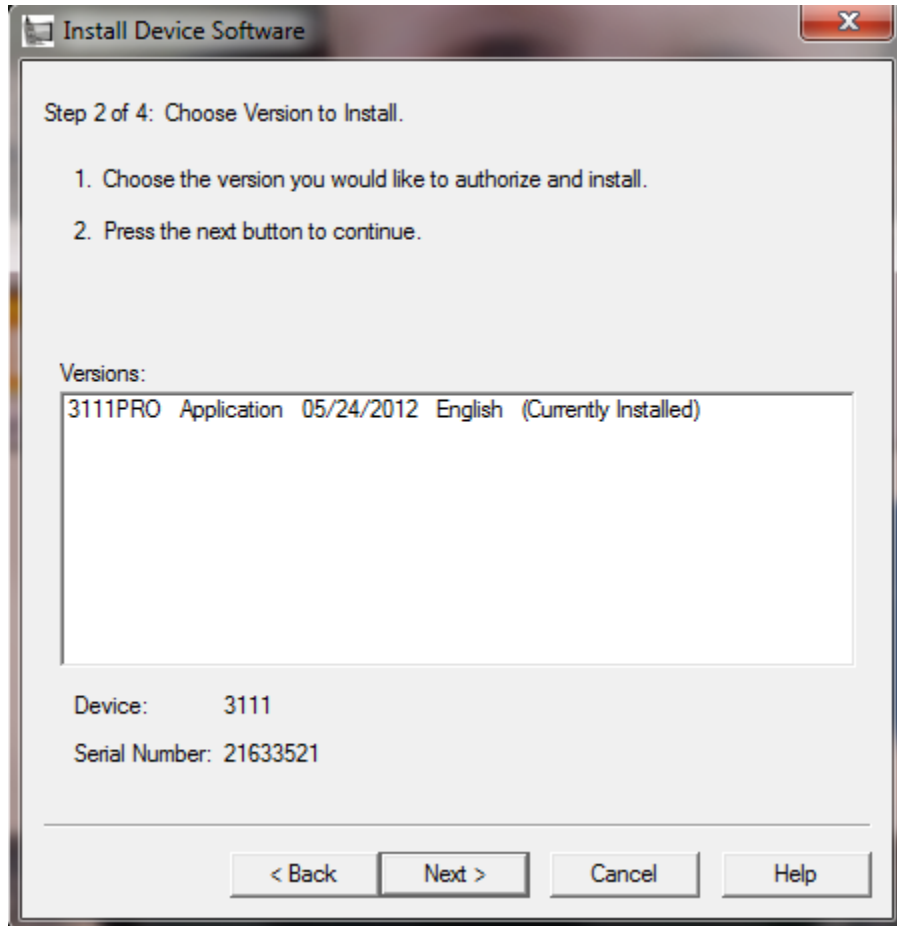 Install Device Software
Step 2 of 4: Choose Version to Install.
1. Choose the version you would like to authorize and install.
2. Press the next button to continue.
Versions:
3111PRO Application 05/24/2012 English (Currently Installed)
Device: 3111
Serial Number: 21633521
< Back Next > Cancel Help